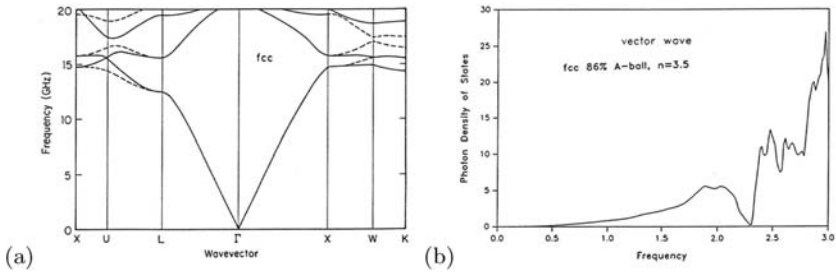 (a)
Frequency (GHz)
20
15
10
5
0
fcc
X U L Γ X W K
Wavevector
(b)
Photon Density of States
30
25
20
15
10
5
0
vector wave
fcc 86% A-ball, n=3.5
0.0 0.5 1.0 1.5 2.0 2.5 3.0
Frequency